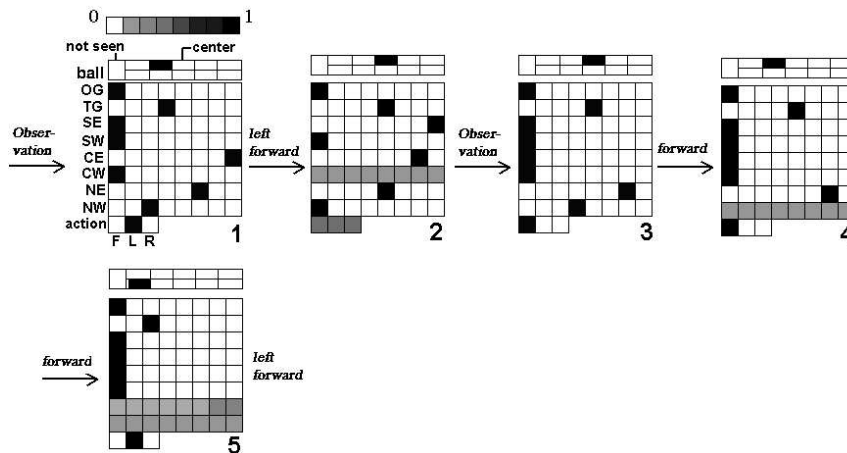 0 1
not seen center
ball
OG
TG
SE
SW
CE
CW
NE
NW
action
F L R
1
Obser-
vation
left
forward
2
Obser-
vation
3
forward
4
forward
5
left
forward